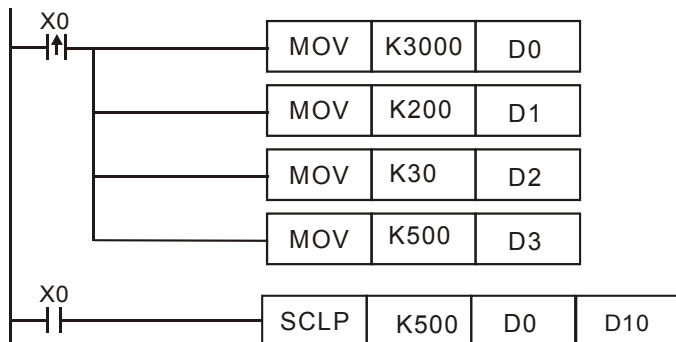 X0
MOV K3000 D0
MOV K200 D1
MOV K30 D2
MOV K500 D3
X0
SCLP K500 D0 D10